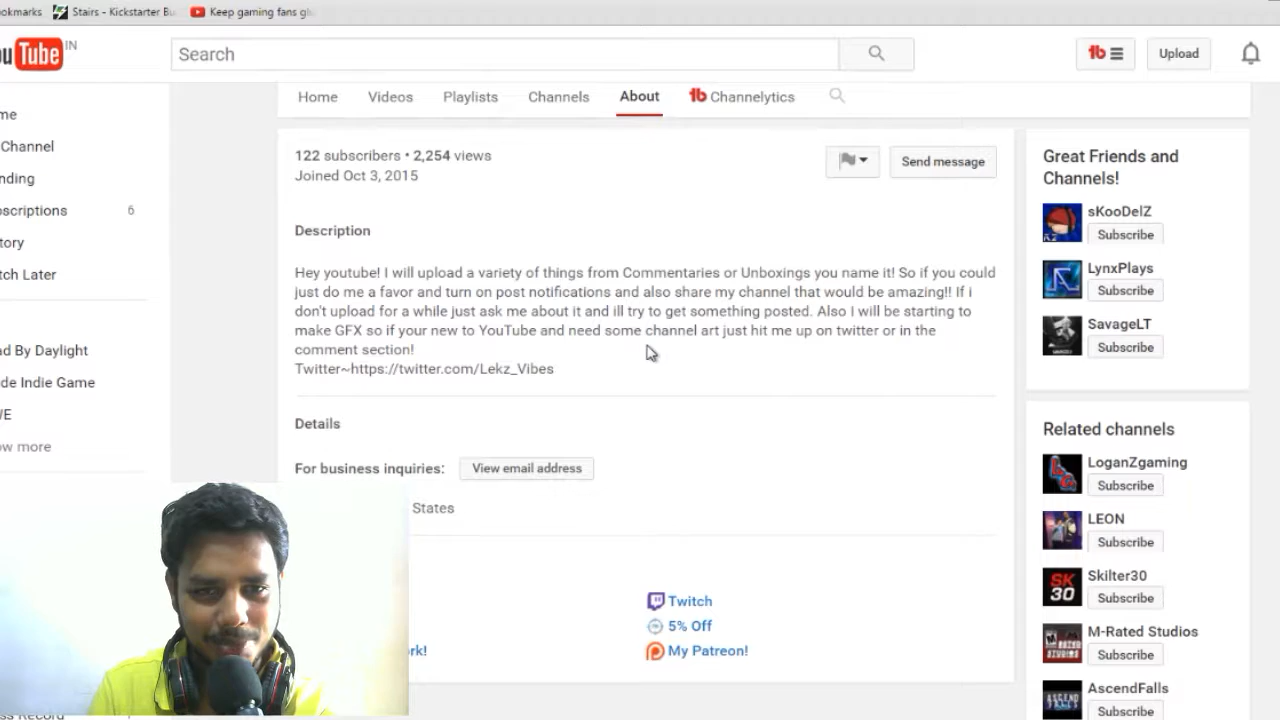 okmarks Stairs - Kickstarter Bu Keep gaming fans gl
ouTube IN
Search
Upload
me
Channel
nding
oscriptions 6
tory
tch Later
ad By Daylight
de Indie Game
VE
ow more
Home Videos Playlists Channels About Channelytics
122 subscribers • 2,254 views
Joined Oct 3, 2015
Send message
Description
Hey youtube! I will upload a variety of things from Commentaries or Unboxings you name it! So if you could
just do me a favor and turn on post notifications and also share my channel that would be amazing!! If i
don't upload for a while just ask me about it and ill try to get something posted. Also I will be starting to
make GFX so if your new to YouTube and need some channel art just hit me up on twitter or in the
comment section!
Twitter~https://twitter.com/Lekz_Vibes
Details
For business inquiries: View email address
States
Twitch
5% Off
rk! My Patreon!
Great Friends and
Channels!
sKooDelZ
Subscribe
LynxPlays
Subscribe
SavageLT
Subscribe
Related channels
LoganZgaming
Subscribe
LEON
Subscribe
SK
30
Skilter30
Subscribe
M-Rated Studios
Subscribe
AscendFalls
Subscribe